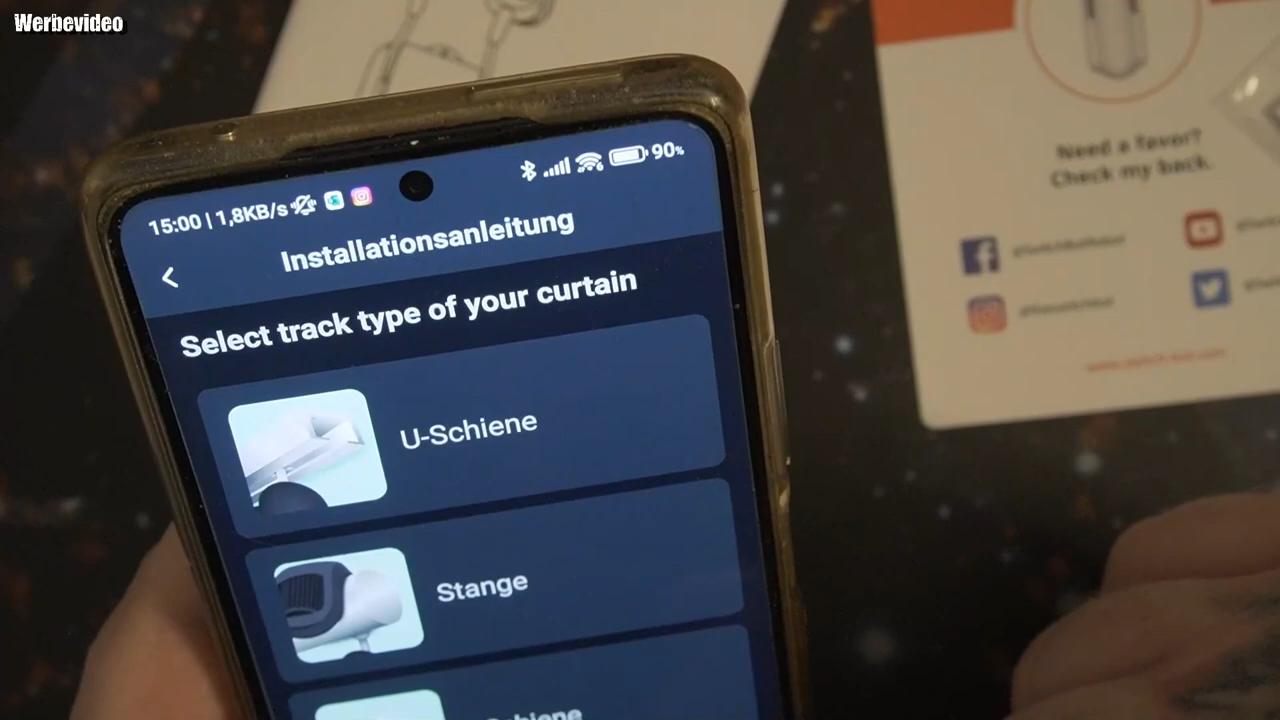 Werbevideo
15:00 | 1,8KB/s
90%
Installationsanleitung
Select track type of your curtain
U-Schiene
Stange
Schiene
Need a favor?
Check my back.